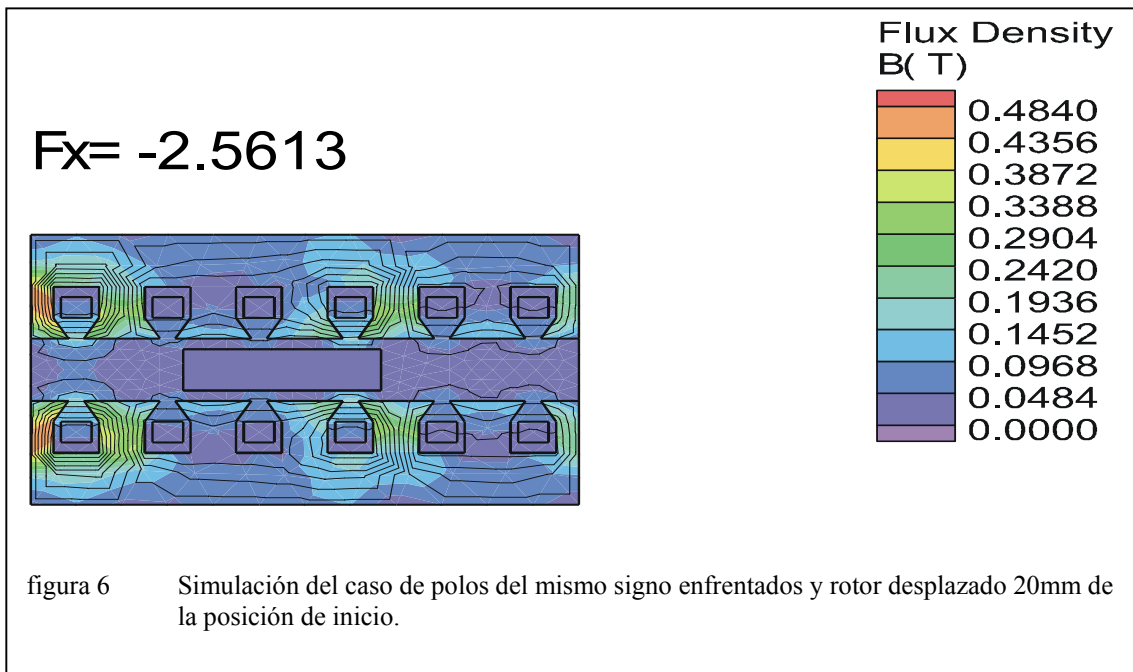 Flux Density
B( T)
Fx= -2.5613
0.4840
0.4356
0.3872
0.3388
0.2904
0.2420
0.1936
0.1452
0.0968
0.0484
0.0000
figura 6 Simulación del caso de polos del mismo signo enfrentados y rotor desplazado 20mm de
la posición de inicio.